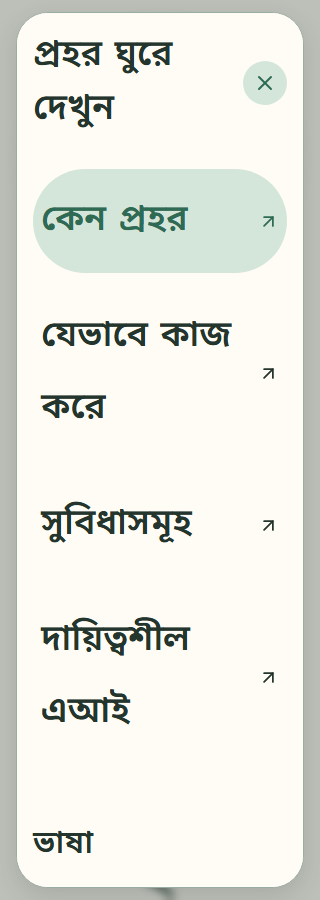 প্রহর ঘুরে
দেখুন
কেন প্রহর
যেভাবে কাজ
করে
সুবিধাসমূহ
দায়িত্বশীল
এআই
ভাষা